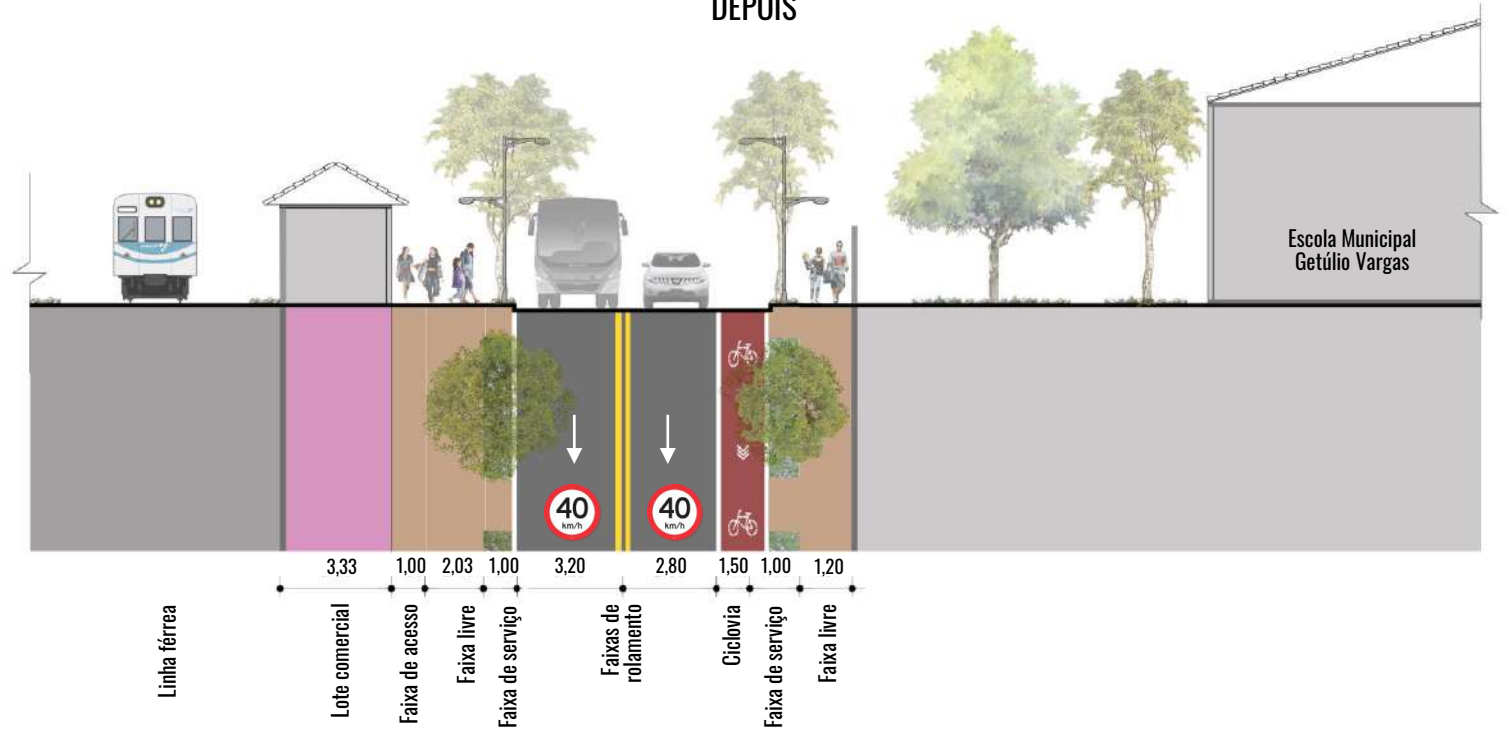 DEPOIS
Escola Municipal
Getúlio Vargas
40
km/h
40
km/h
3,33
1,00
2,03
1,00
3,20
2,80
1,50
1,00
1,20
Linha férrea
Lote comercial
Faixa de acesso
Faixa livre
Faixa de serviço
Faixas de
rolamento
Ciclovia
Faixa de serviço
Faixa livre